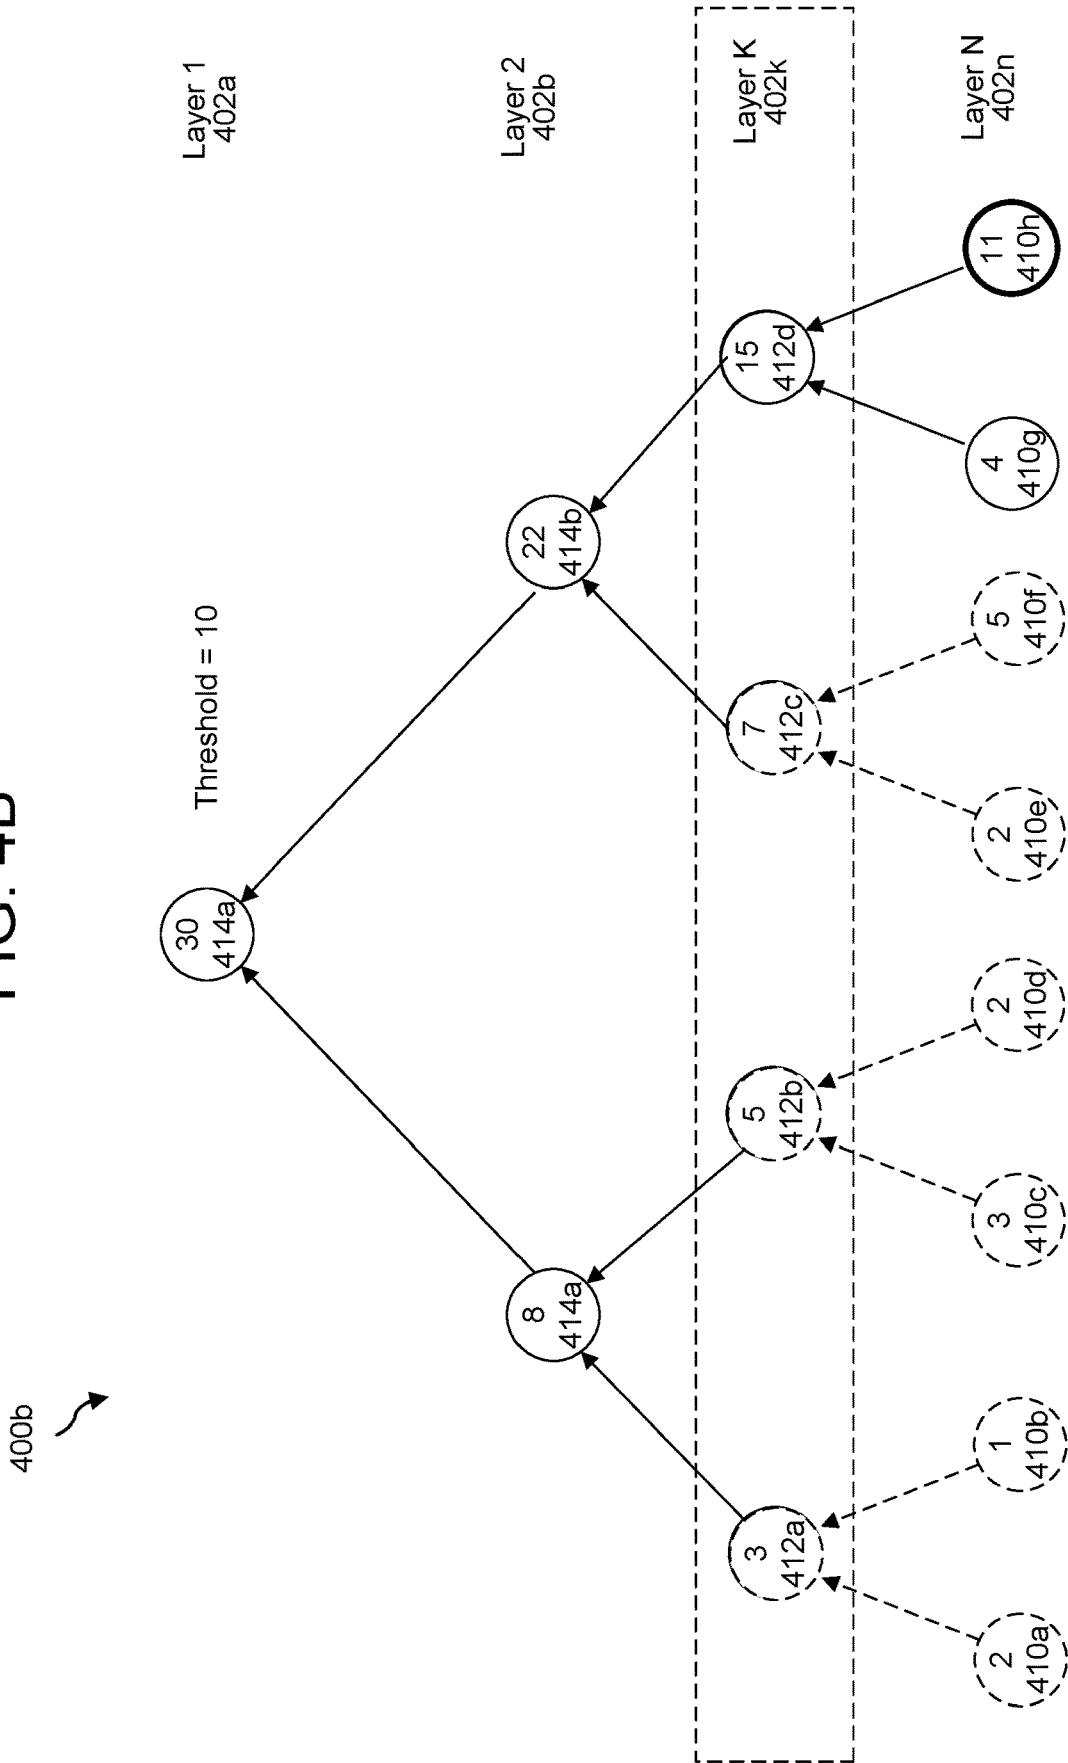 FIG. 4B
400b
30
414a
Threshold = 10
Layer 1
402a
8
414a
22
414b
Layer 2
402b
3
412a
5
412b
7
412c
15
412d
Layer K
402k
2
410a
1
410b
3
410c
2
410d
2
410e
5
410f
4
410g
11
410h
Layer N
402n